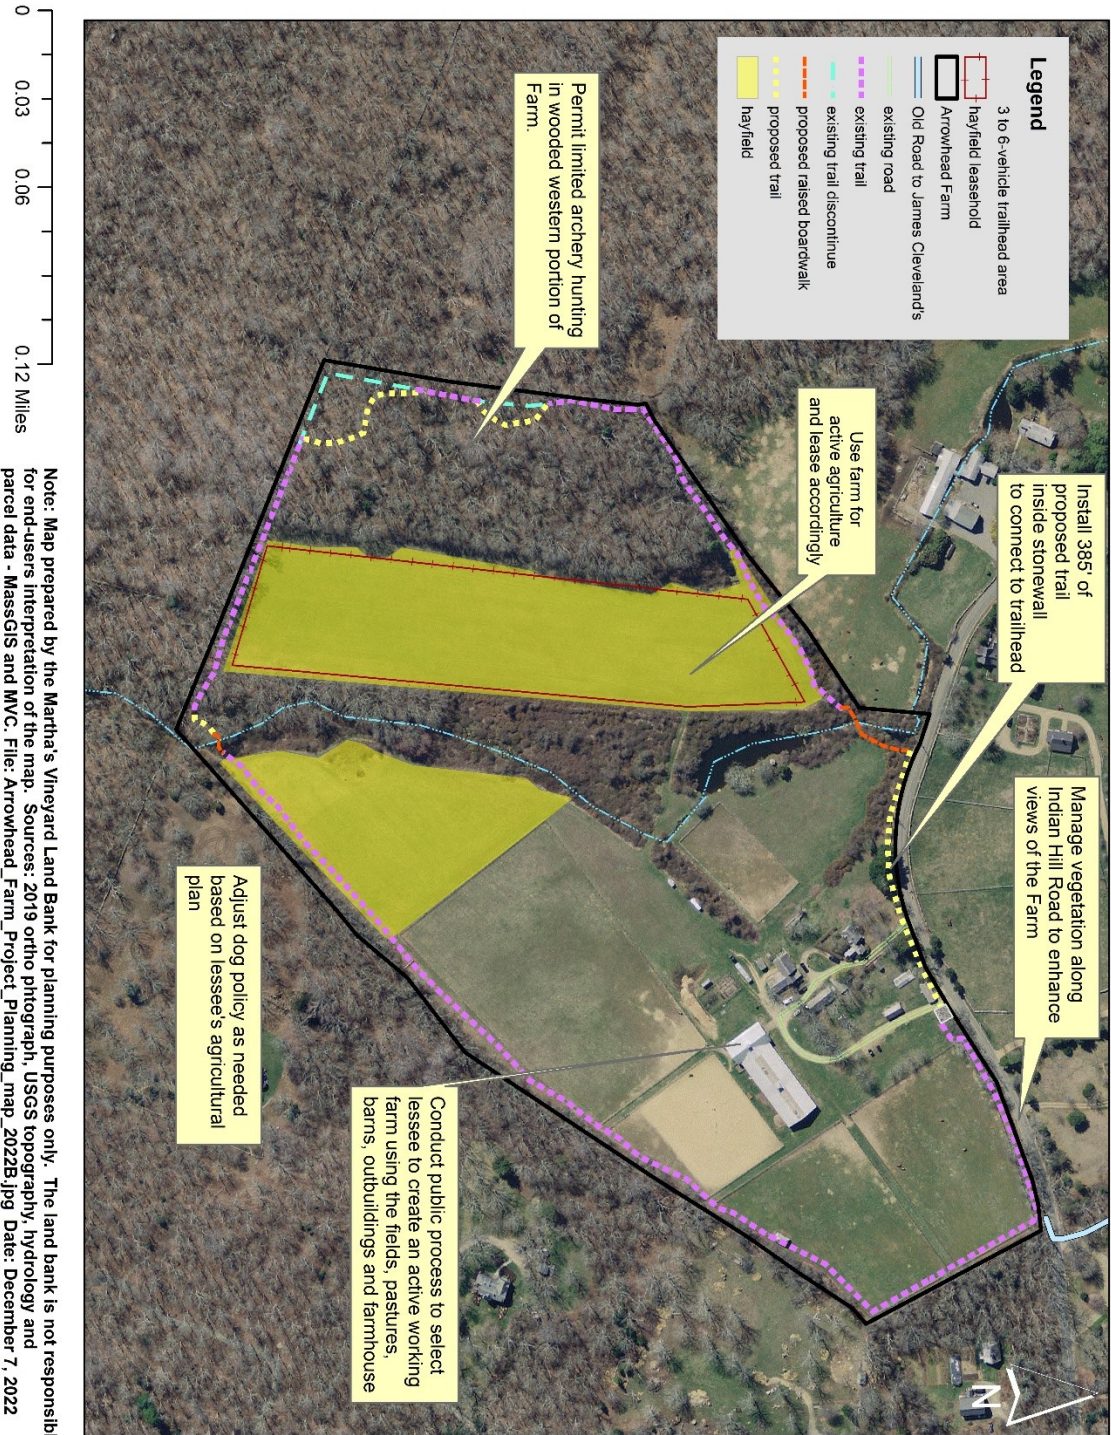 Legend
3 to 6-vehicle trailhead area
hayfield leasehold
Arrowhead Farm
Old Road to James Cleveland's
existing road
existing trail
existing trail discontinue
proposed raised boardwalk
proposed trail
hayfield
Install 385' of
proposed trail
inside stonewall
to connect to trailhead
Manage vegetation along
Indian Hill Road to enhance
views of the Farm
Use farm for
active agriculture
and lease accordingly
Permit limited archery hunting
in wooded western portion of
Farm.
Conduct public process to select
lessee to create an active working
farm using the fields, pastures,
barns, outbuildings and farmhouse
Adjust dog policy as needed
based on lessee's agricultural
plan
N
0 0.03 0.06 0.12 Miles
Note: Map prepared by the Martha's Vineyard Land Bank for planning purposes only. The land bank is not responsibl
for end-users interpretation of the map. Sources: 2019 ortho phtograph, USGS topography, hydrology and
parcel data - MassGIS and MVC. File: Arrowhead_Farm_Project_Planning_map_2022B.jpg Date: December 7, 2022